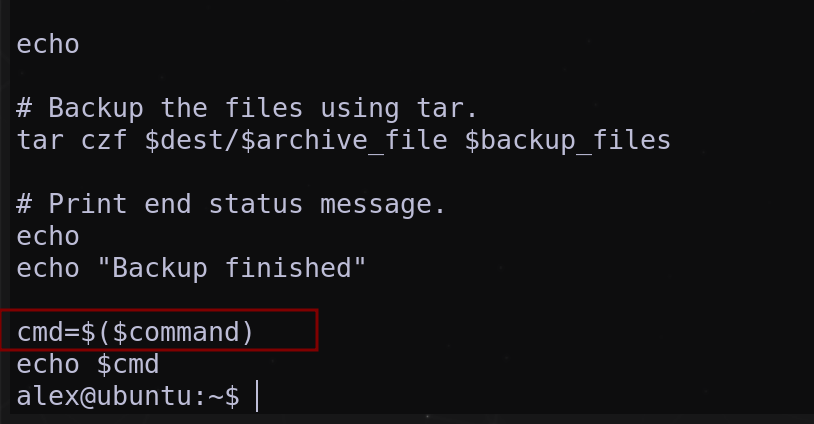 echo
# Backup the files using tar.
tar czf $dest/$archive_file $backup_files
# Print end status message.
echo
echo "Backup finished"
cmd=$($command)
echo $cmd
alex@ubuntu:~$